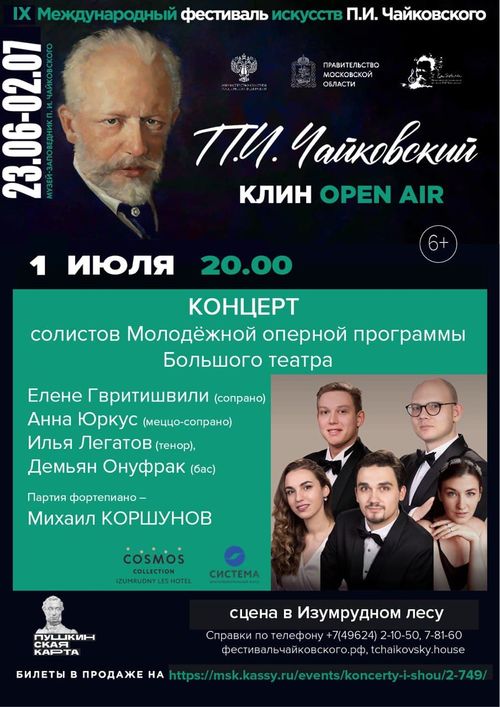 IX Международный фестиваль искусств П.И. Чайковского
23.06-02.07
МУЗЕЙ-ЗАПОВЕДНИК П. И. ЧАЙКОВСКОГО
ПРАВИТЕЛЬСТВО
МОСКОВСКОЙ
ОБЛАСТИ
П.И. Чайковский
КЛИН OPEN AIR
6+
1 ИЮЛЯ 20.00
КОНЦЕРТ
солистов Молодёжной оперной программы
Большого театра
Елене Гвритишвили (сопрано)
Анна Юркус (меццо-сопрано)
Илья Легатов (тенор),
Демьян Онуфрак (бас)
Партия фортепиано –
Михаил КОРШУНОВ
COSMOS
COLLECTION
IZUMRUDNY LES HOTEL
СИСТЕМА
ПУШКИН
СКАЯ
КАРТА
сцена в Изумрудном лесу
Справки по телефону +7(49624) 2-10-50, 7-81-60
фестивальчайковского.рф, tchaikovsky.house
БИЛЕТЫ В ПРОДАЖЕ НА https://msk.kassy.ru/events/koncerty-i-shou/2-749/